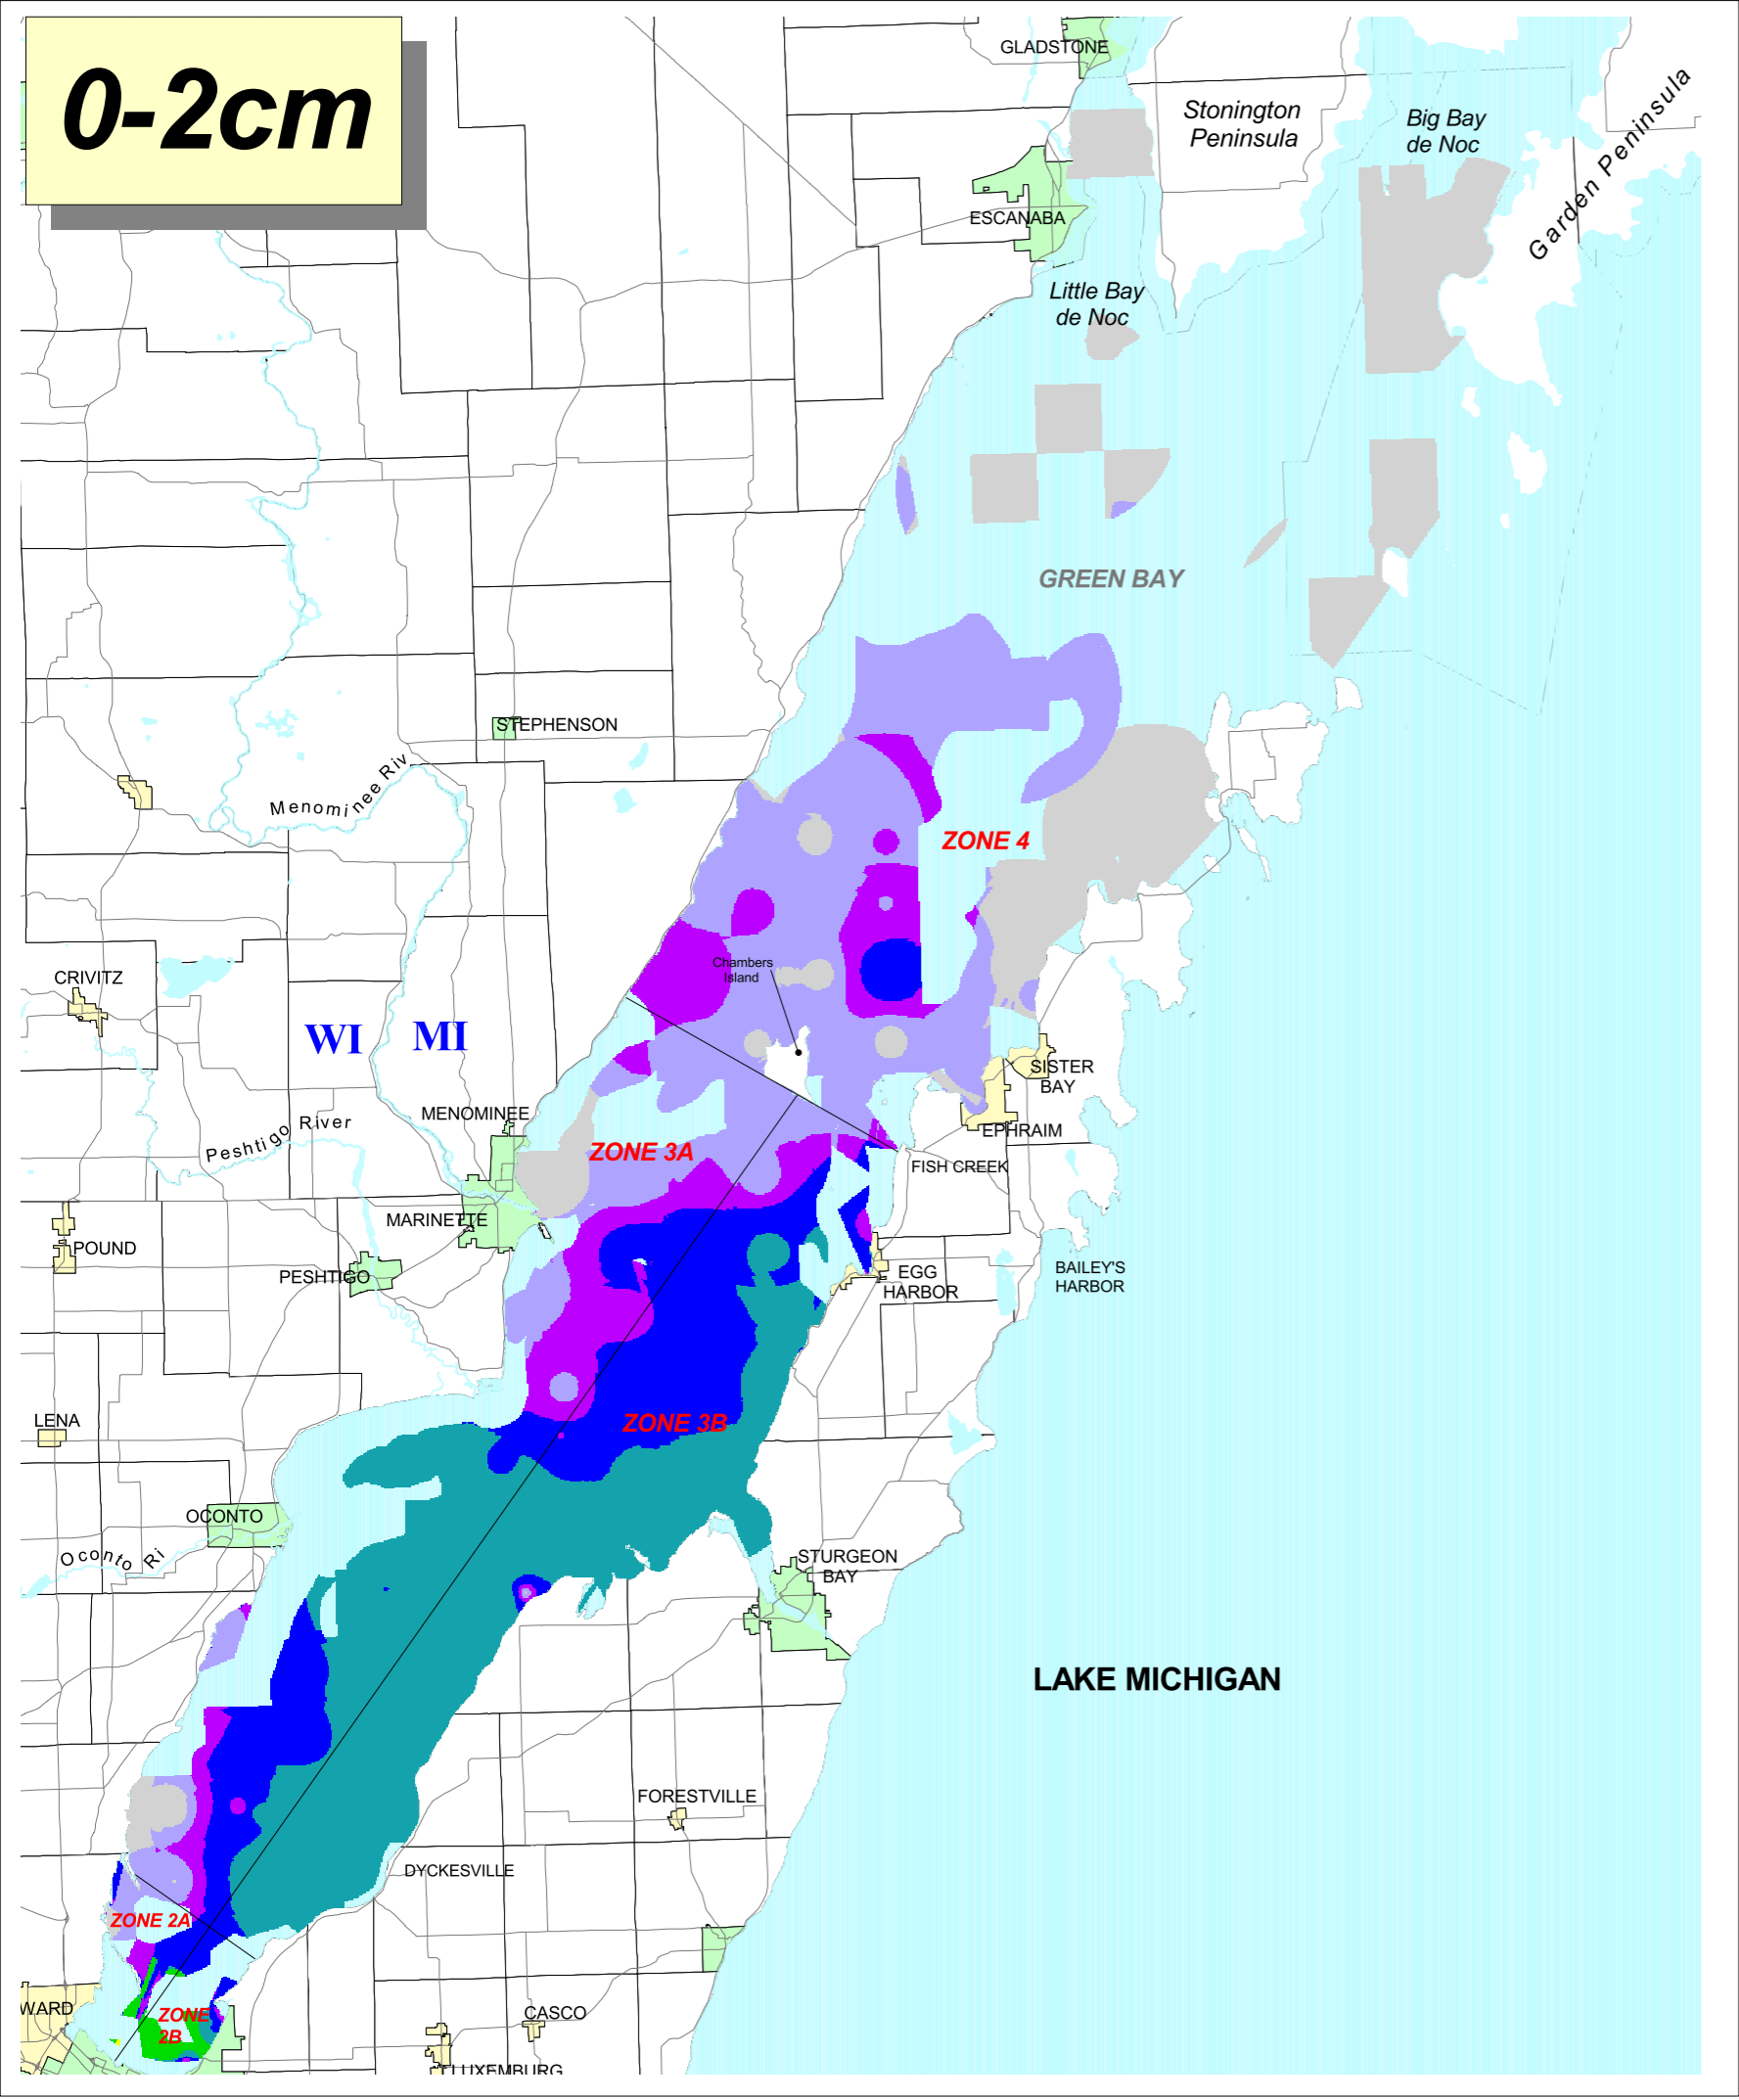 0-2cm
GLADSTONE
Stonington
Peninsula
Big Bay
de Noc
Garden Peninsula
ESCANABA
Little Bay
de Noc
GREEN BAY
STEPHENSON
Menominee Riv
ZONE 4
CRIVITZ
Chambers
Island
WI
MI
SISTER
BAY
MENOMINEE
Peshtigo River
EPHRAIM
ZONE 3A
FISH CREEK
MARINETTE
POUND
PESHTIGO
EGG
HARBOR
BAILEY'S
HARBOR
LENA
ZONE 3B
OCONTO
Oconto Ri
STURGEON
BAY
LAKE MICHIGAN
FORESTVILLE
DYCKESVILLE
ZONE 2A
WARD
ZONE
2B
CASCO
LUXEMBURG